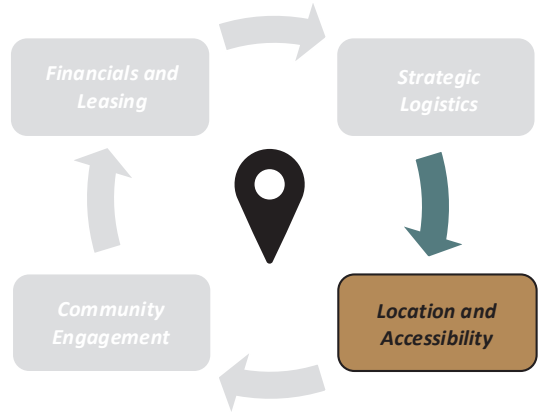 Financials and
Leasing
Strategic
Logistics
Community
Engagement
Location and
Accessibility